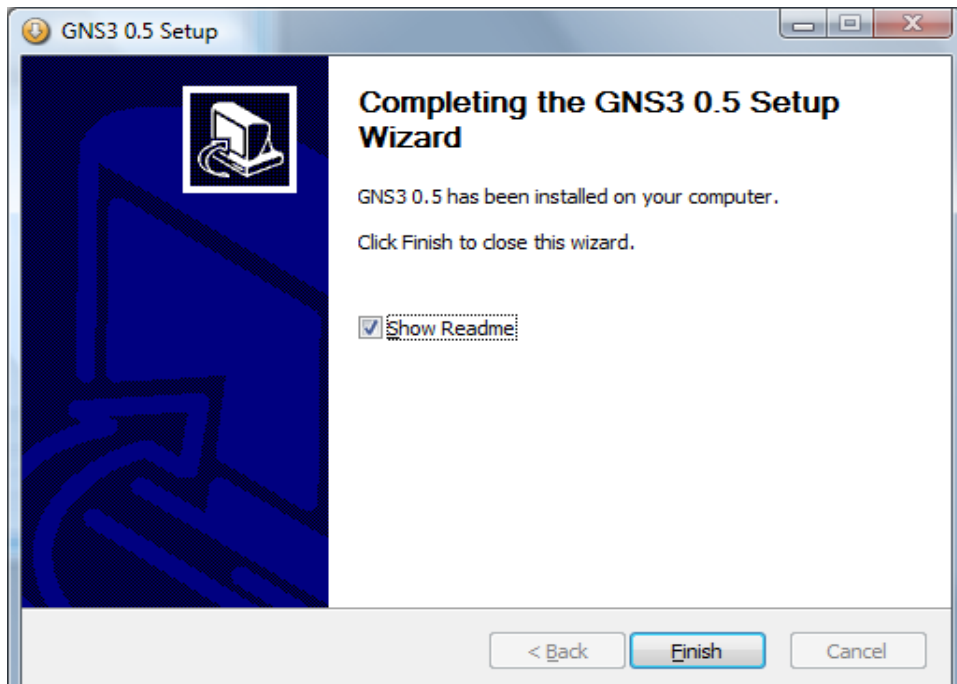 GNS3 0.5 Setup
Completing the GNS3 0.5 Setup
Wizard
GNS3 0.5 has been installed on your computer.
Click Finish to close this wizard.
Show Readme
< Back
Finish
Cancel